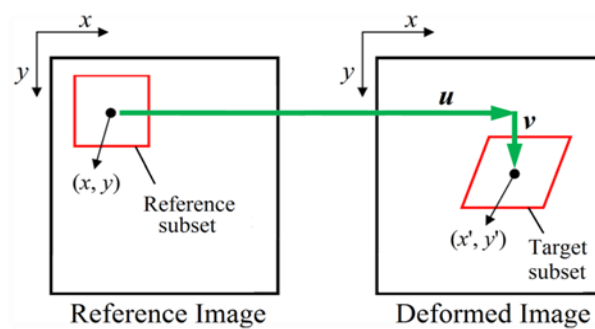 x
y
(x, y)
Reference
subset
Reference Image
x
y
u
v
(x', y')
Target
subset
Deformed Image